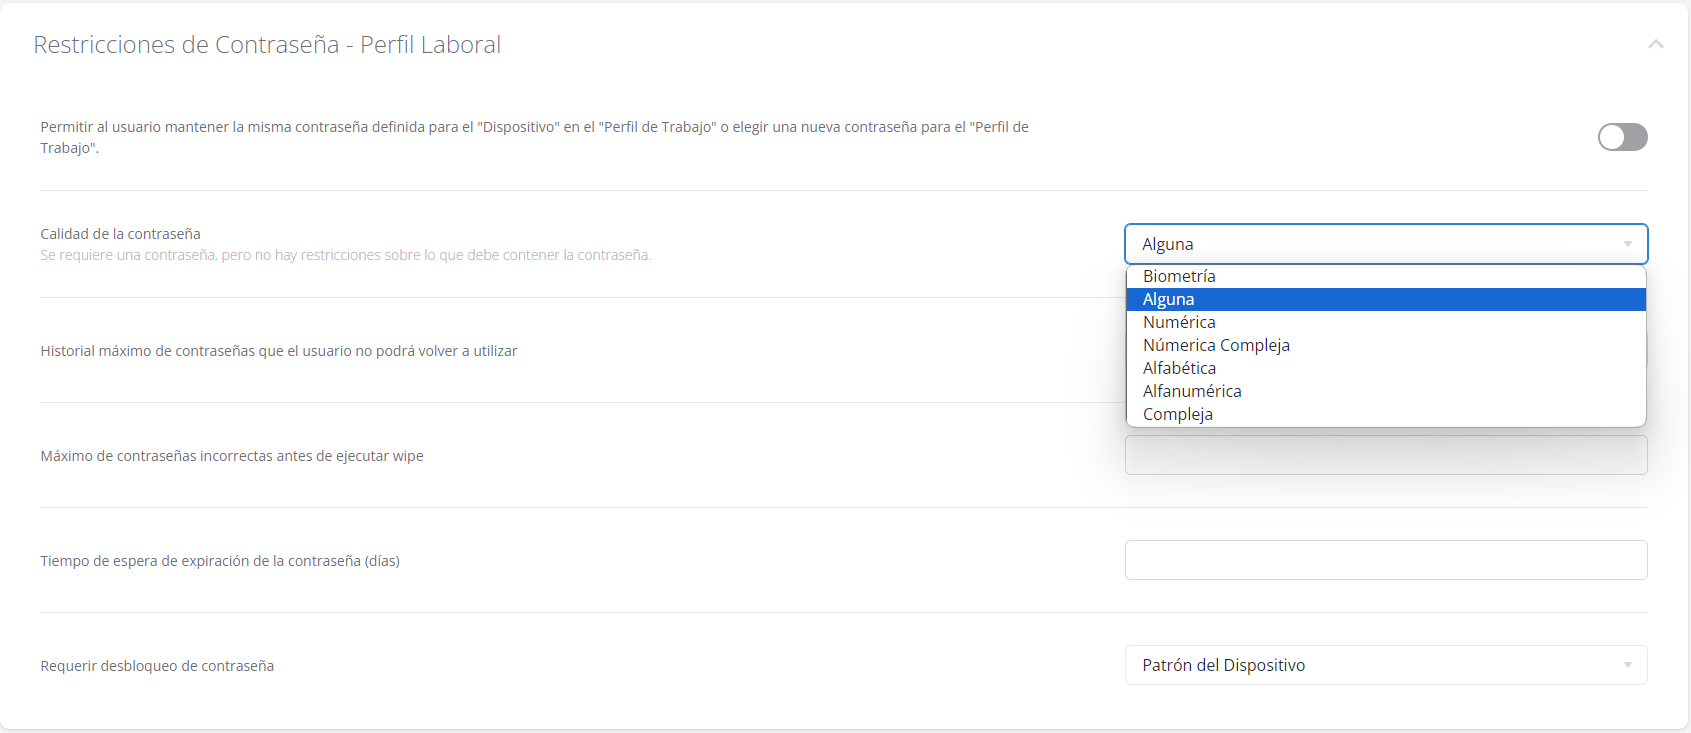 Restricciones de Contraseña - Perfil Laboral
Permitir al usuario mantener la misma contraseña definida para el "Dispositivo" en el "Perfil de Trabajo" o elegir una nueva contraseña para el "Perfil de
Trabajo".
Calidad de la contraseña
Se requiere una contraseña, pero no hay restricciones sobre lo que debe contener la contraseña.
Alguna
Biometría
Alguna
Numérica
Númerica Compleja
Alfabética
Alfanumérica
Compleja
Historial máximo de contraseñas que el usuario no podrá volver a utilizar
Máximo de contraseñas incorrectas antes de ejecutar wipe
Tiempo de espera de expiración de la contraseña (días)
Requerir desbloqueo de contraseña
Patrón del Dispositivo